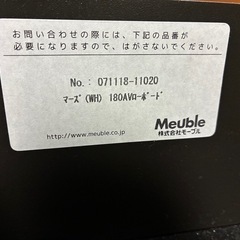 お問い合わせの際には、下記の品番が
必要になりますので、はがさないでください。
No.: 071118-11020
ﾏｰｽﾞ(WH) 180AVﾛｰﾎﾞｰﾄﾞ
http://www.meuble.co.jp
Meuble
株式会社モーブル